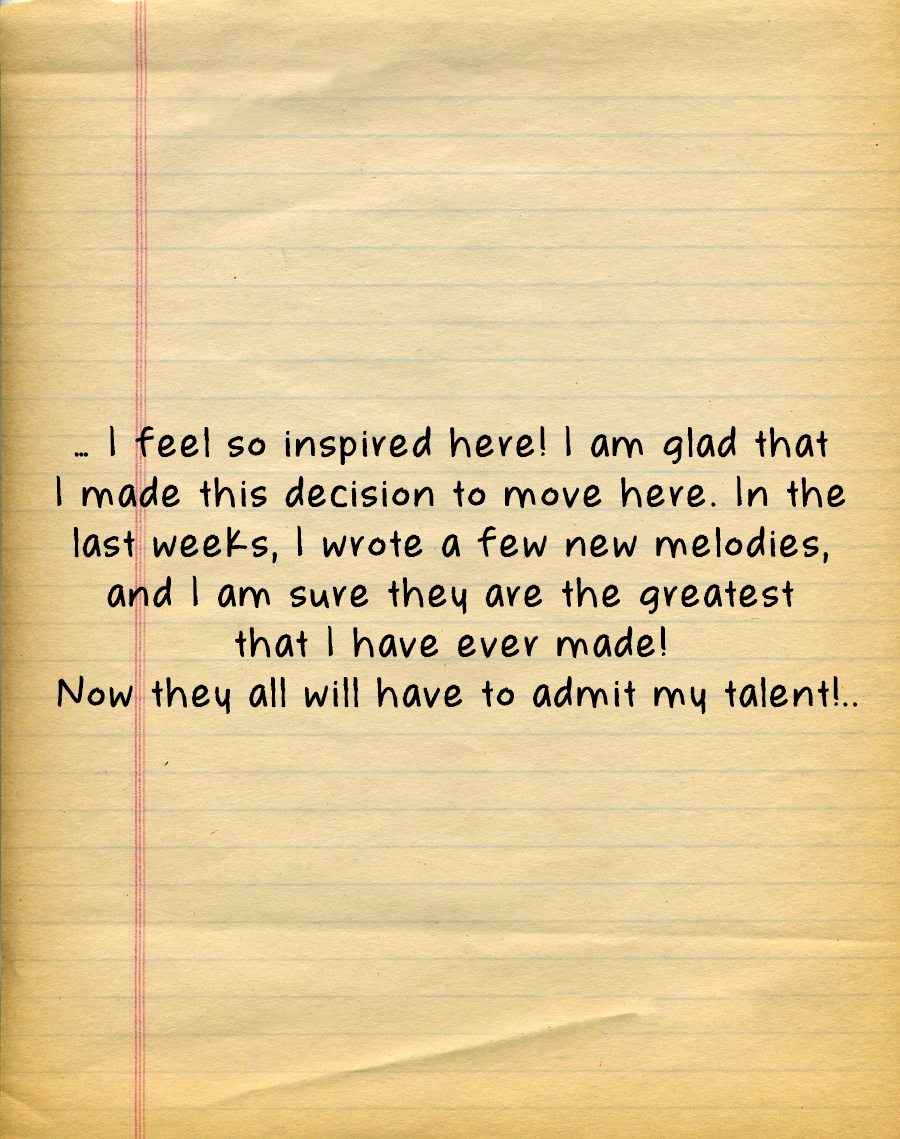 ... I feel so inspired here! I am glad that
I made this decision to move here. In the
last weeks, I wrote a few new melodies,
and I am sure they are the greatest
that I have ever made!
Now they all will have to admit my talent!..